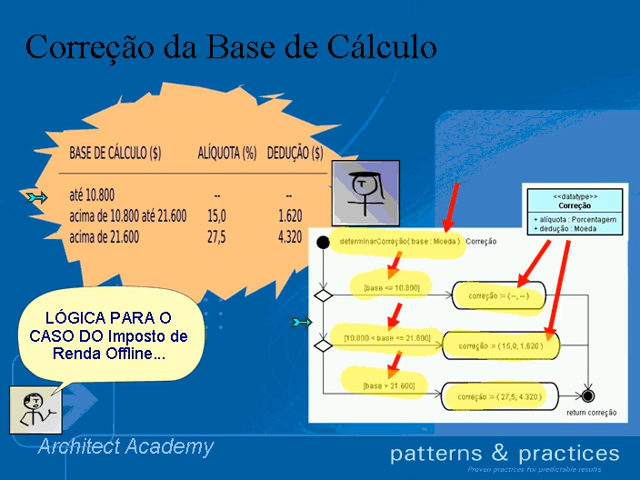 Correção da Base de Cálculo
BASE DE CÁLCULO ($) ALÍQUOTA (%) DEDUÇÃO ($)
até 10.800 -- --
acima de 10.800 até 21.600 15,0 1.620
acima de 21.600 27,5 4.320
<<datatype>>
Correção
+ alíquota : Porcentagem
+ dedução : Moeda
determinarCorreção( base : Moeda ) : Correção
[base <= 10.800]
correção := ( --, -- )
[10.800 < base <= 21.600]
correção := ( 15,0, 1.620 )
[base > 21.600]
correção := ( 27,5; 4.320 )
return correção
LÓGICA PARA O
CASO DO Imposto de
Renda Offline...
Architect Academy
patterns & practices
Proven practices for predictable results